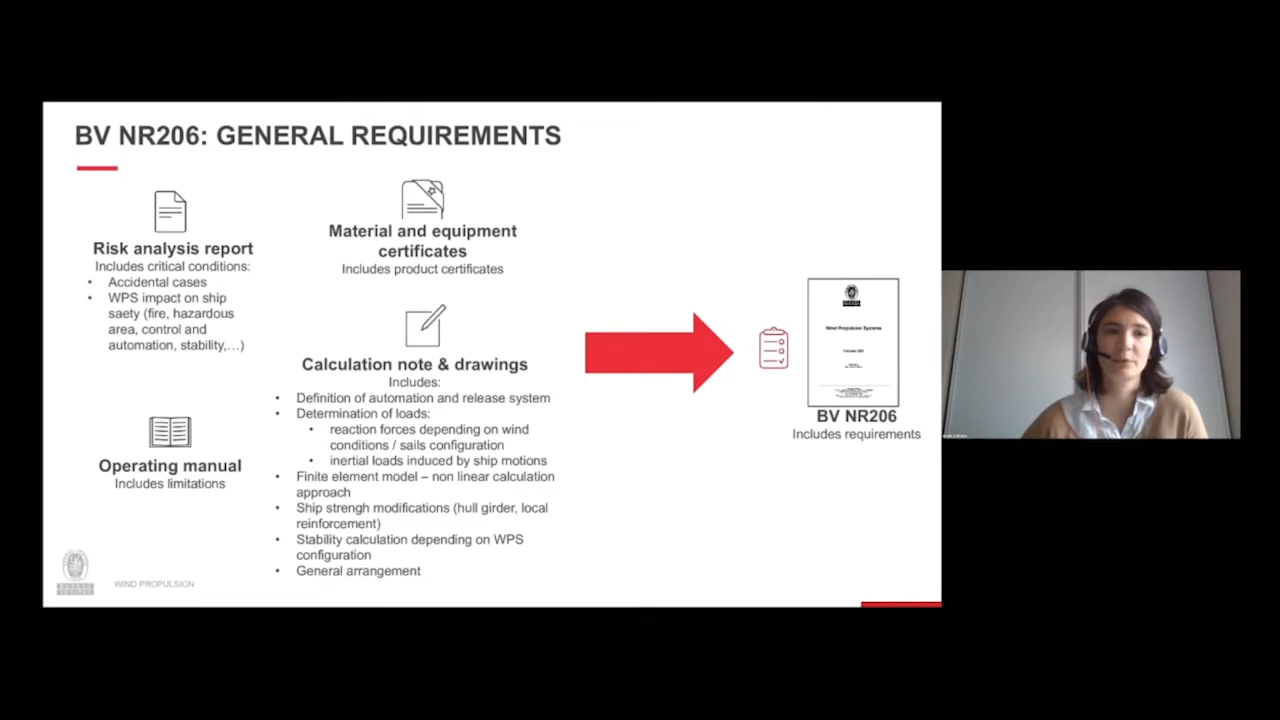 BV NR206: GENERAL REQUIREMENTS
Risk analysis report
Includes critical conditions:
• Accidental cases
• WPS impact on ship
saety (fire, hazardous
area, control and
automation, stability,…)
Operating manual
Includes limitations
Material and equipment
certificates
Includes product certificates
Calculation note & drawings
Includes:
• Definition of automation and release system
• Determination of loads:
• reaction forces depending on wind
conditions / sails configuration
• inertial loads induced by ship motions
• Finite element model – non linear calculation
approach
• Ship strengh modifications (hull girder, local
reinforcement)
• Stability calculation depending on WPS
configuration
• General arrangement
Wind Propulsion Systems
BV NR206
Includes requirements
BUREAU
VERITAS
WIND PROPULSION